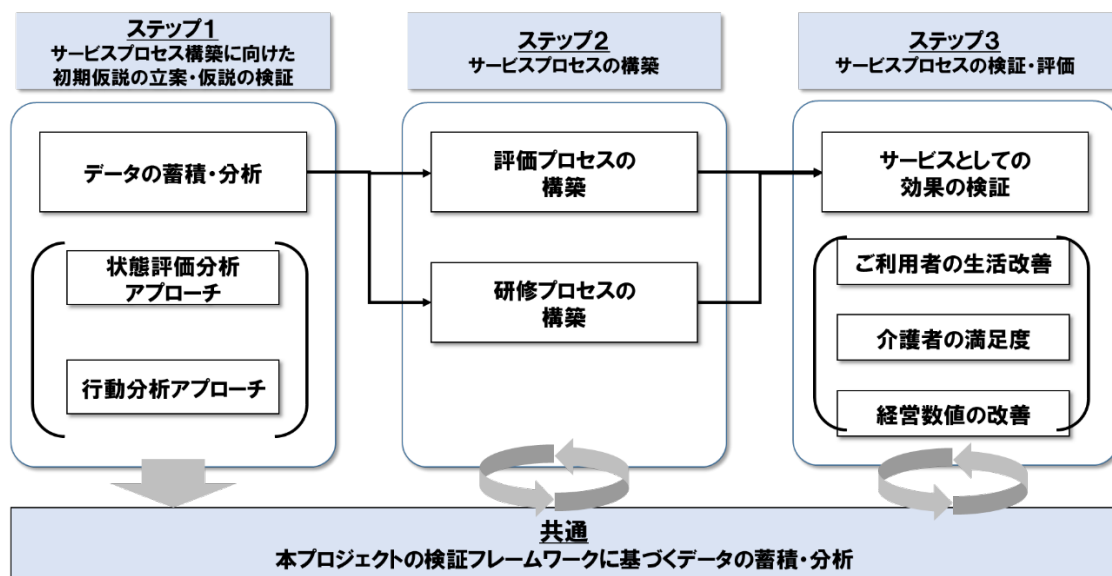 ステップ1
サービスプロセス構築に向けた
初期仮説の立案・仮説の検証
データの蓄積・分析
状態評価分析
アプローチ
行動分析アプローチ
ステップ2
サービスプロセスの構築
評価プロセスの
構築
研修プロセスの
構築
ステップ3
サービスプロセスの検証・評価
サービスとしての
効果の検証
ご利用者の生活改善
介護者の満足度
経営数値の改善
共通
本プロジェクトの検証フレームワークに基づくデータの蓄積・分析